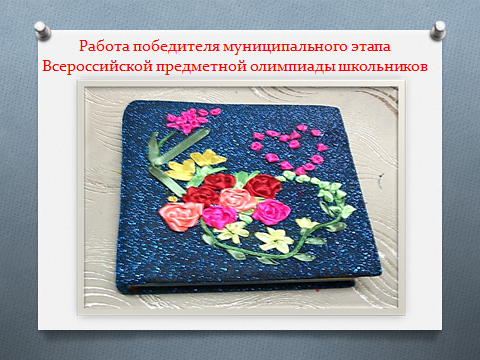 Работа победителя муниципального этапа
Всероссийской предметной олимпиады школьников